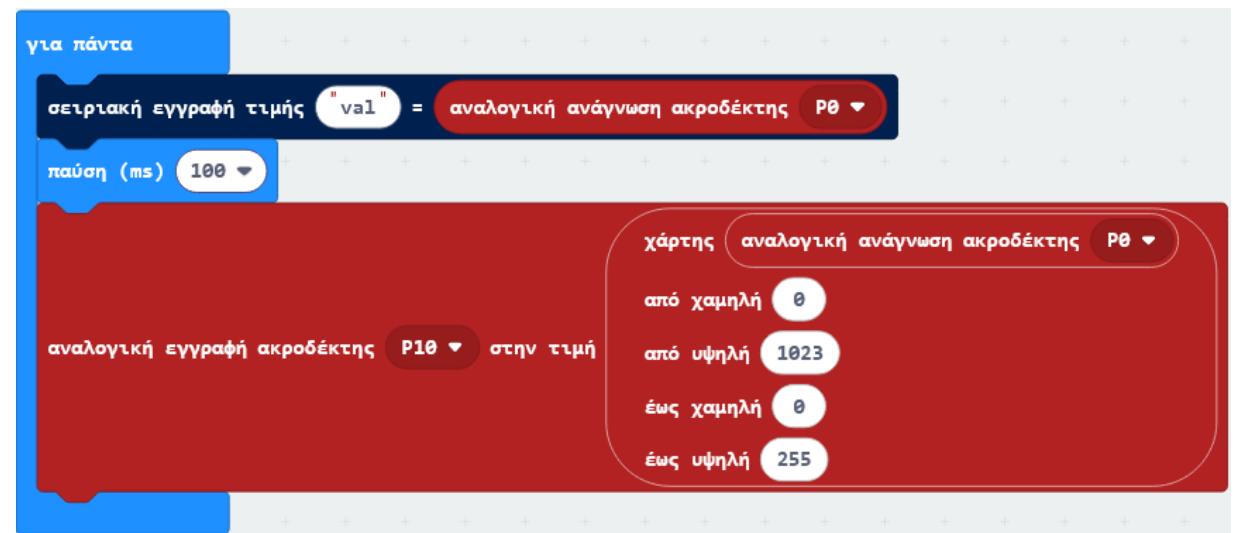 για πάντα
σειριακή εγγραφή τιμής "val" = αναλογική ανάγνωση ακροδέκτης P0
παύση (ms) 100
χάρτης αναλογική ανάγνωση ακροδέκτης P0
από χαμηλή 0
αναλογική εγγραφή ακροδέκτης P10 στην τιμή από υψηλή 1023
έως χαμηλή 0
έως υψηλή 255